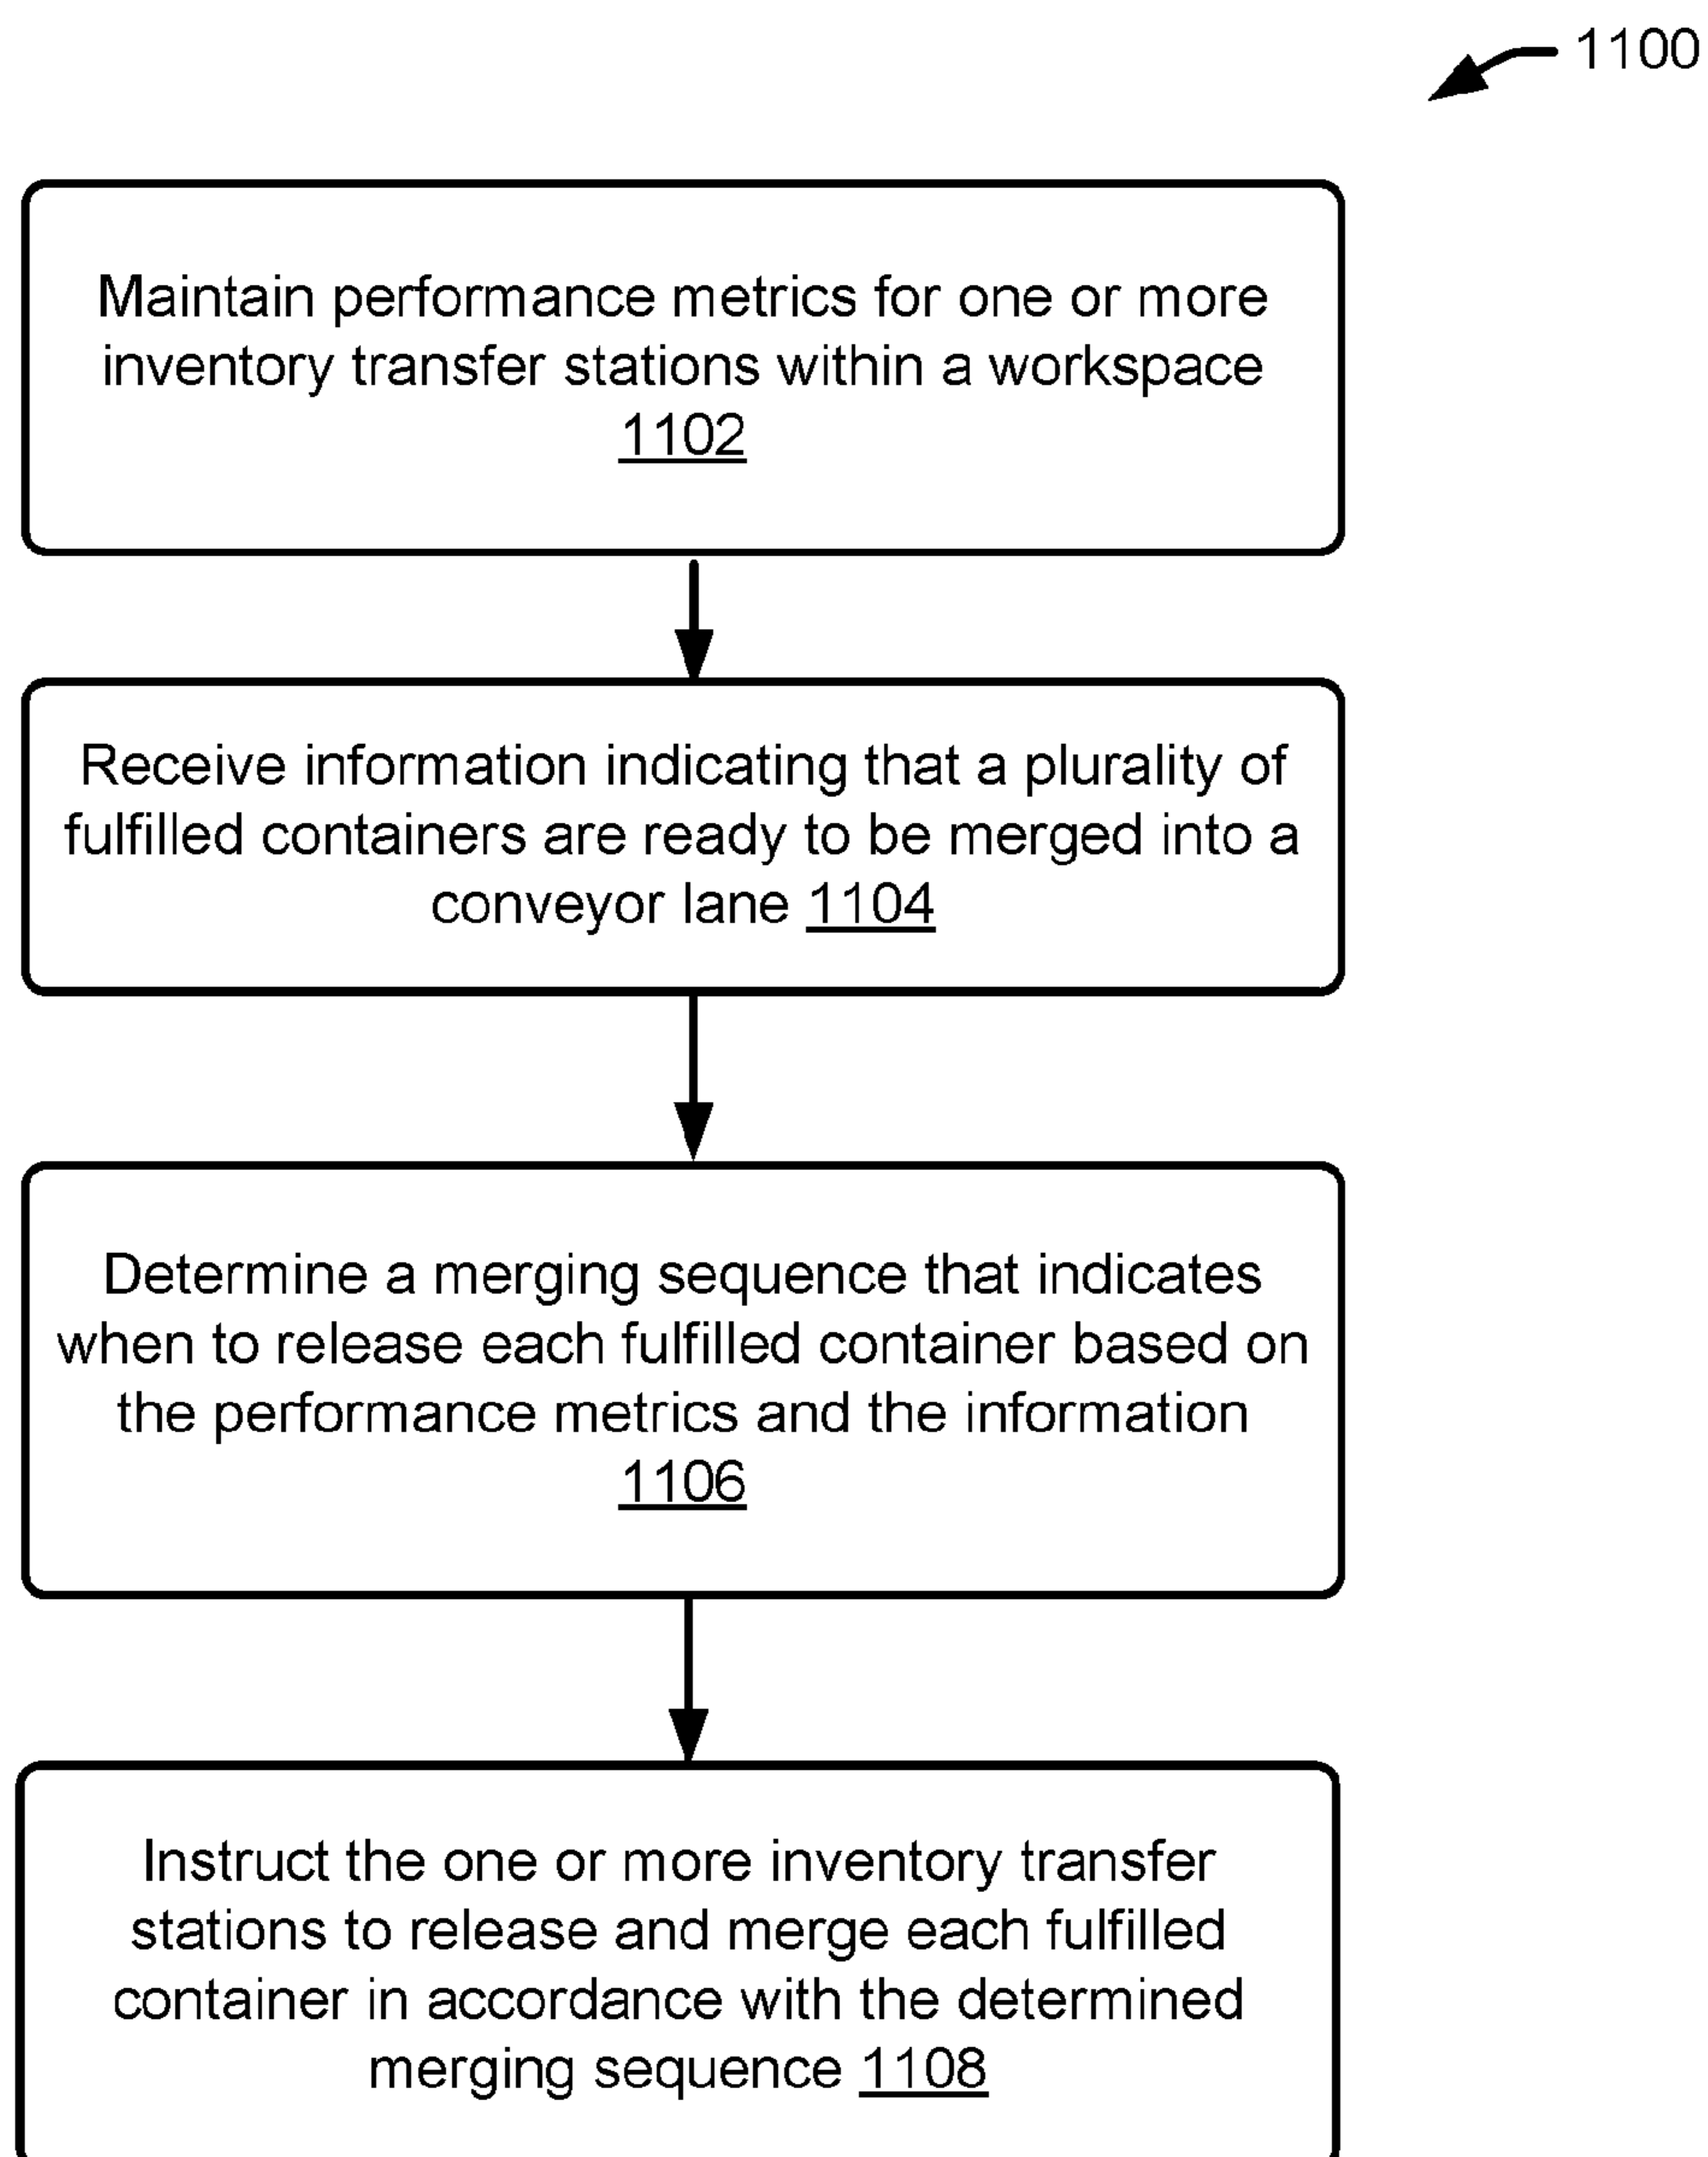 1100
Maintain performance metrics for one or more
inventory transfer stations within a workspace
1102
Receive information indicating that a plurality of
fulfilled containers are ready to be merged into a
conveyor lane 1104
Determine a merging sequence that indicates
when to release each fulfilled container based on
the performance metrics and the information
1106
Instruct the one or more inventory transfer
stations to release and merge each fulfilled
container in accordance with the determined
merging sequence 1108